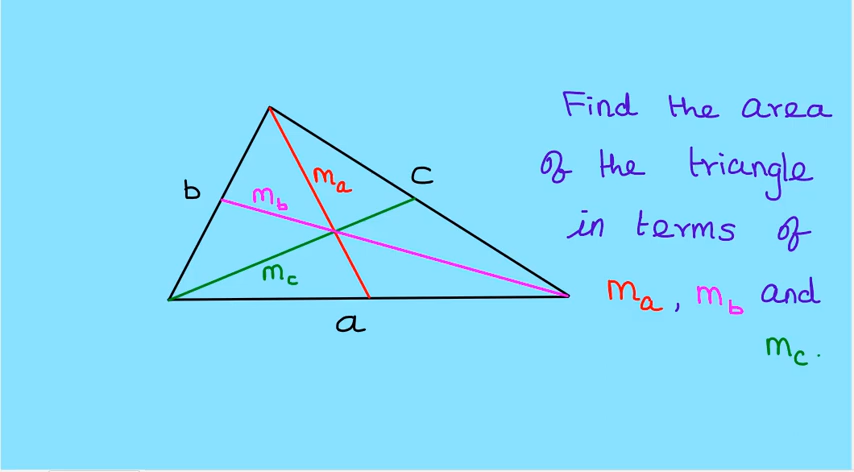 Find the area
of the triangle
in terms of
ma, mb and
mc.
b
mb
ma
c
mc
a